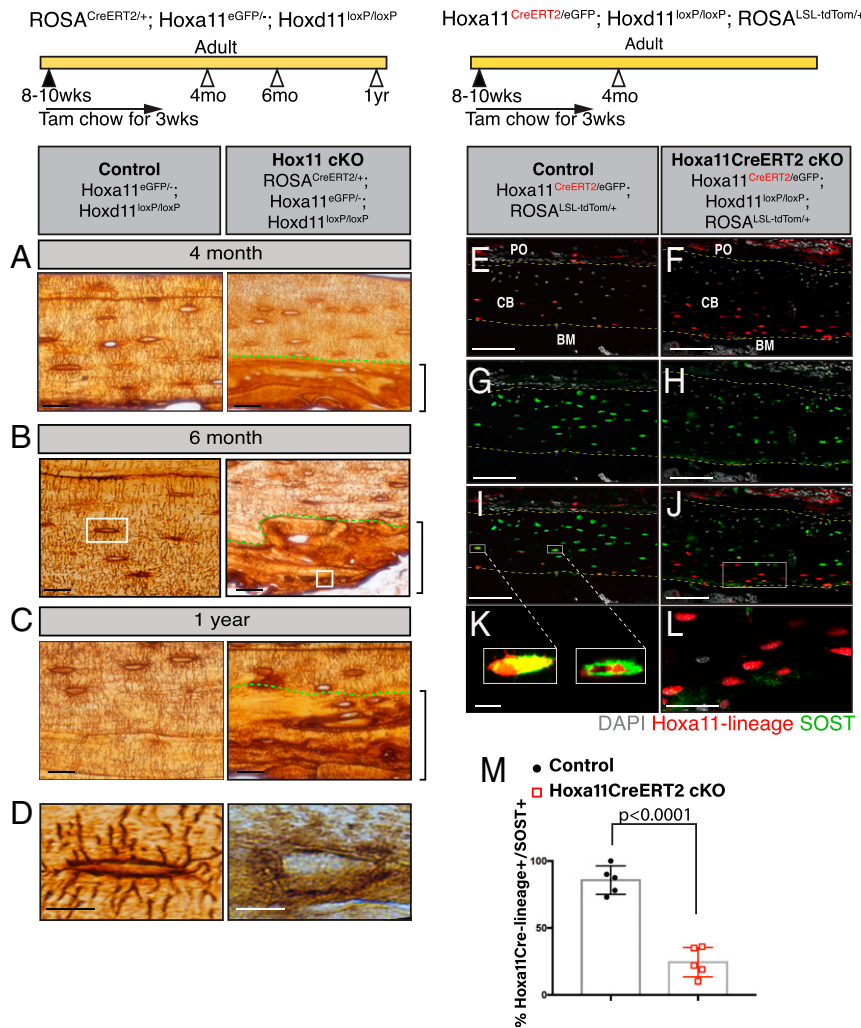 ROSA^CreERT2/+; Hoxa11^eGFP/-; Hoxd11^loxP/loxP
Adult
8-10wks 4mo 6mo 1yr
Tam chow for 3wks
Control
Hoxa11^eGFP/-;
Hoxd11^loxP/loxP
Hox11 cKO
ROSA^CreERT2/+;
Hoxa11^eGFP/-;
Hoxd11^loxP/loxP
A
4 month
B
6 month
C
1 year
D
Hoxa11^CreERT2/eGFP; Hoxd11^loxP/loxP; ROSA^LSL-tdTom/+
Adult
8-10wks 4mo
Tam chow for 3wks
Control
Hoxa11^CreERT2/eGFP;
ROSA^LSL-tdTom/+
Hoxa11CreERT2 cKO
Hoxa11^CreERT2/eGFP;
Hoxd11^loxP/loxP;
ROSA^LSL-tdTom/+
E PO F PO
CB CB
BM BM
G H
I J
K L
DAPI Hoxa11-lineage SOST
M
Control
Hoxa11CreERT2 cKO
p<0.0001
% Hoxa11Cre-lineage+/SOST+
100
50
0